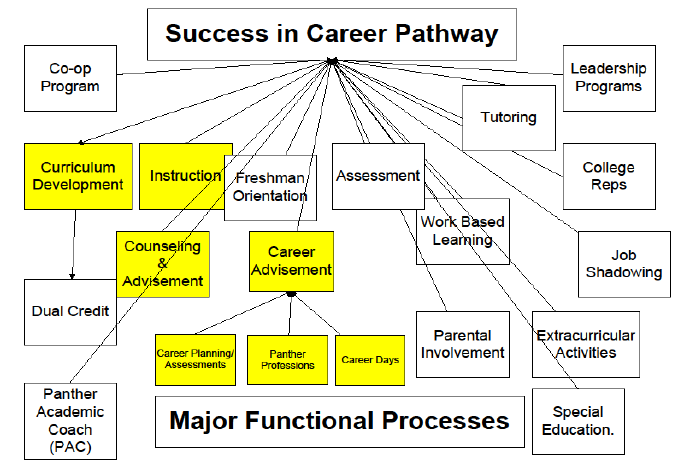 Success in Career Pathway
Co-op
Program
Leadership
Programs
Tutoring
Curriculum
Development
Instruction
Freshman
Orientation
Assessment
College
Reps
Work Based
Learning
Counseling
&
Advisement
Career
Advisement
Job
Shadowing
Dual Credit
Parental
Involvement
Extracurricular
Activities
Career Planning/
Assessments
Panther
Professions
Career Days
Panther
Academic
Coach
(PAC)
Major Functional Processes
Special
Education.